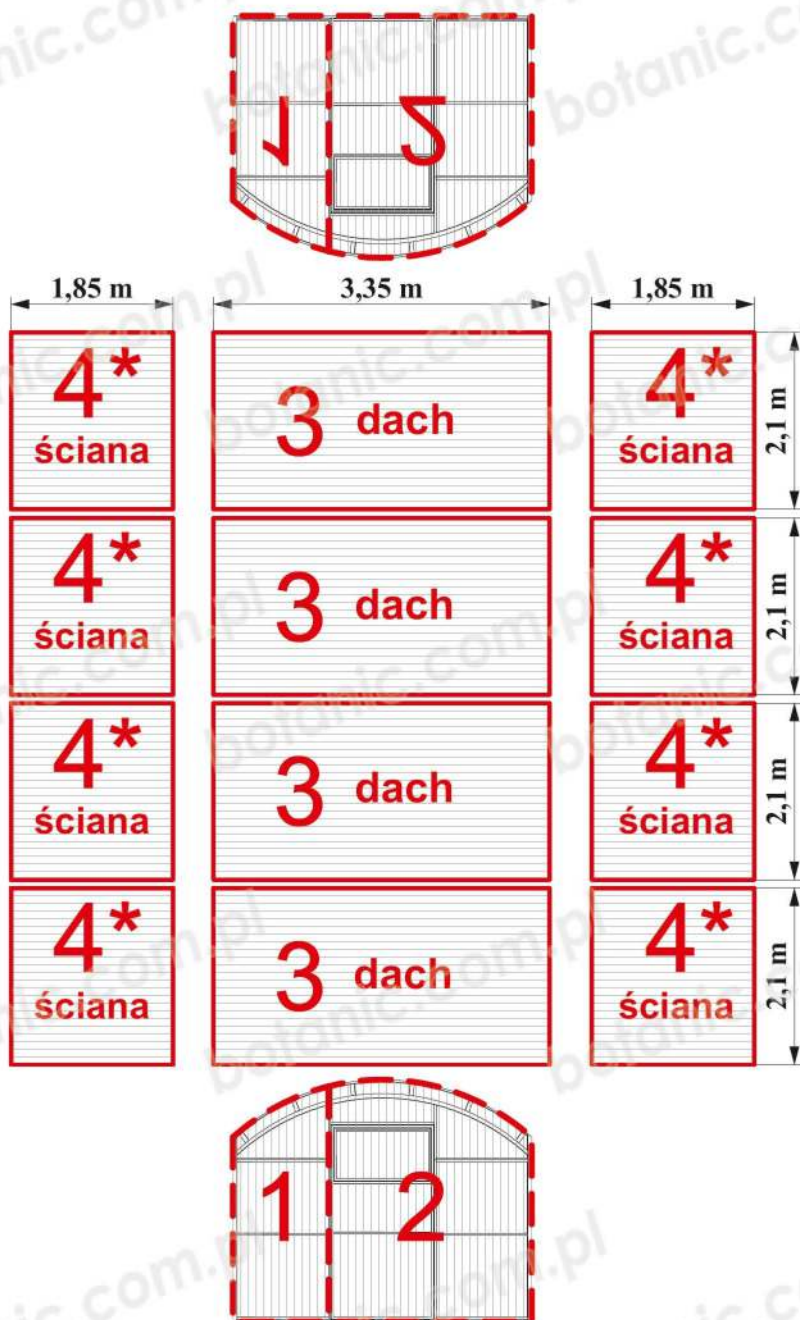 1 2
1,85 m 3,35 m 1,85 m
4* 3 dach 4* 2,1 m
ściana ściana
4* 3 dach 4* 2,1 m
ściana ściana
4* 3 dach 4* 2,1 m
ściana ściana
4* 3 dach 4* 2,1 m
ściana ściana
1 2
botanic.com.pl